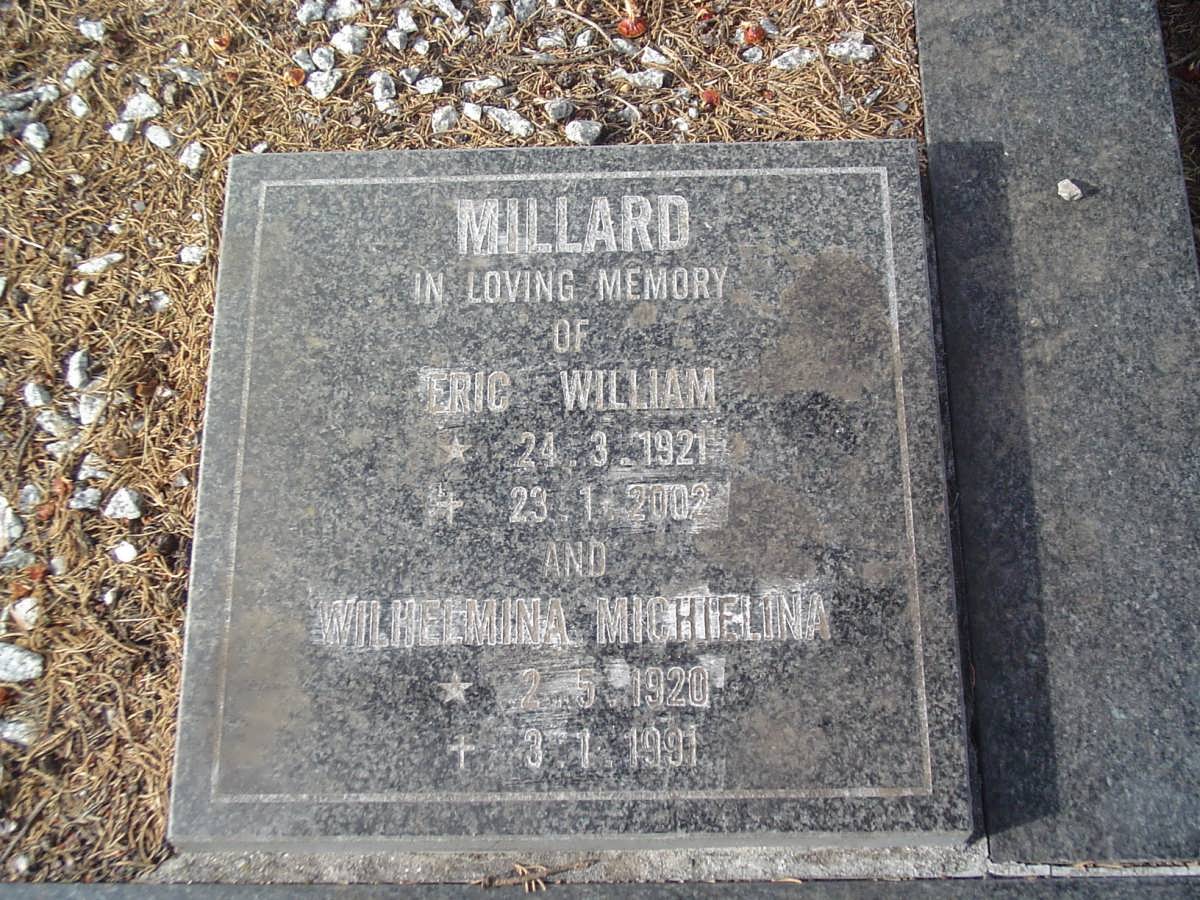 MILLARD
IN LOVING MEMORY
OF
ERIC WILLIAM
★ 24.3.1921
✝ 23.1.2002
AND
WILHELMINA MICHIELINA
★ 2.5.1920
✝ 3.1.1991